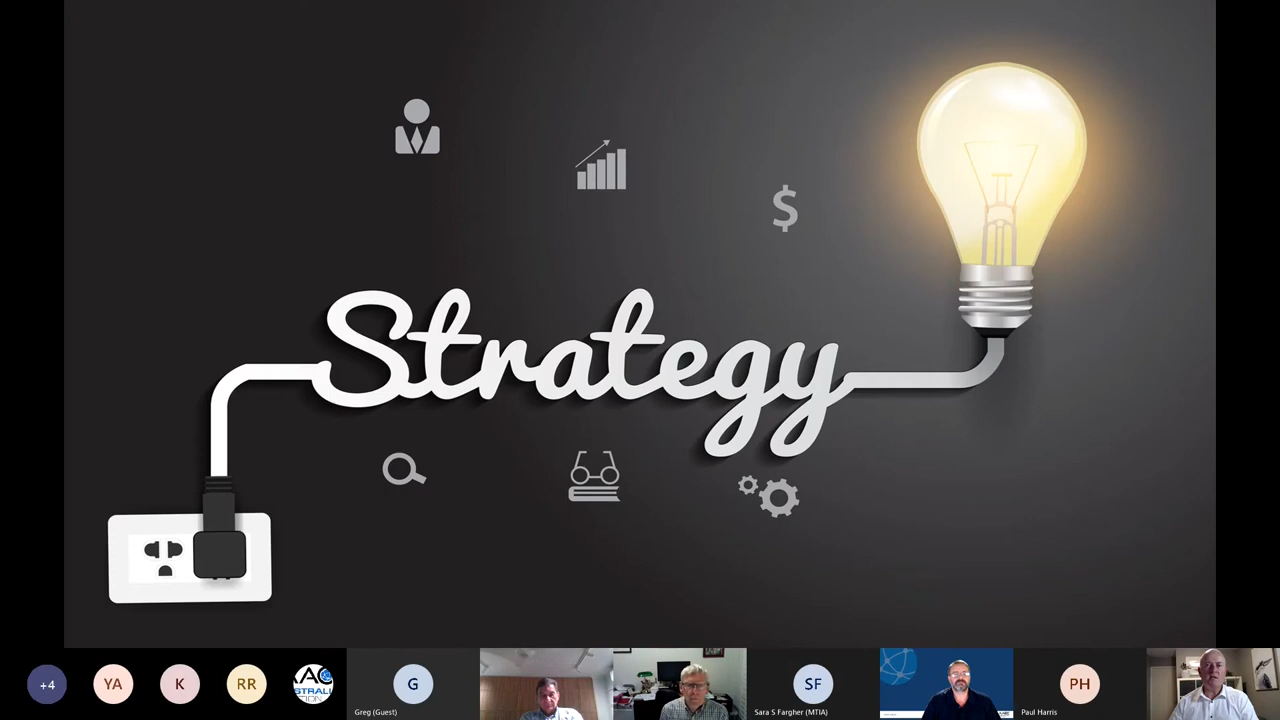 $
Strategy
+4
YA
K
RR
G
Greg (Guest)
SF
Sara S Fargher (MTIA)
PH
Paul Harris